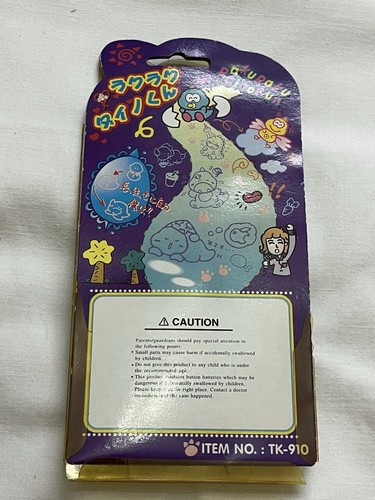 ラクラク
ダイノくん
RAKURAKU
DINOKUN
zzz
!!
⚠ CAUTION
Parents/guardians should pay special attention to
the following points:
• Small parts may cause harm if accidentally swallowed
by children.
• Do not give this product to any child who is under
the recommended age.
• This product contains button batteries which may be
dangerous if accidentally swallowed by children.
Please keep it in the right place. Contact a doctor
immediately if the case happened.
ITEM NO. : TK-910